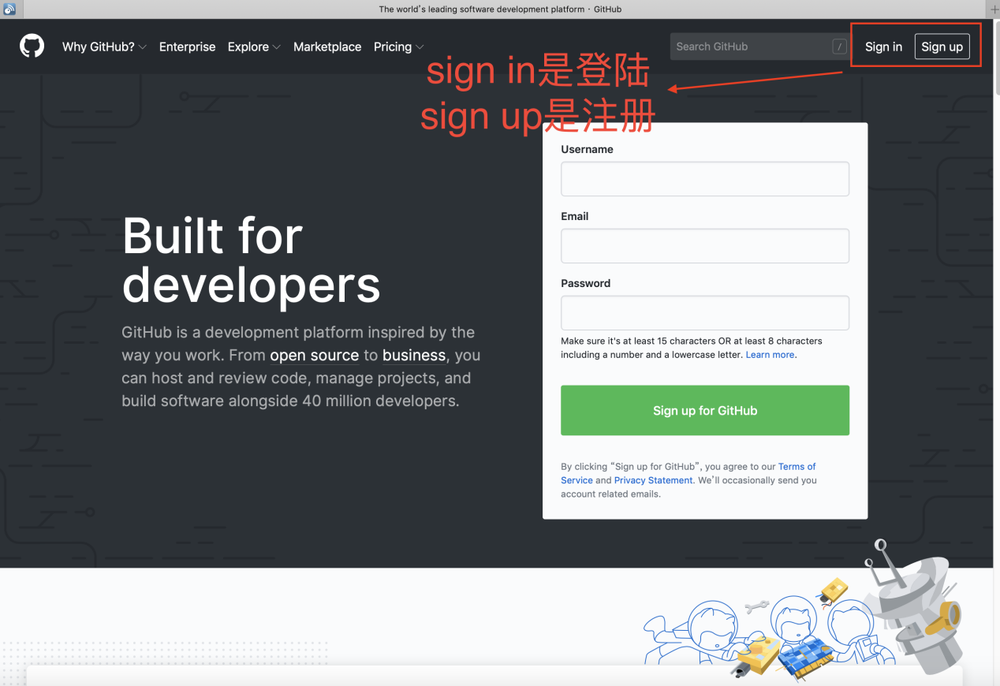 The world's leading software development platform · GitHub
Why GitHub? Enterprise Explore Marketplace Pricing
Search GitHub /
Sign in Sign up
sign in是登陆
sign up是注册
Username
Email
Password
Make sure it's at least 15 characters OR at least 8 characters
including a number and a lowercase letter. Learn more.
Sign up for GitHub
By clicking “Sign up for GitHub”, you agree to our Terms of
Service and Privacy Statement. We’ll occasionally send you
account related emails.
Built for
developers
GitHub is a development platform inspired by the
way you work. From open source to business, you
can host and review code, manage projects, and
build software alongside 40 million developers.